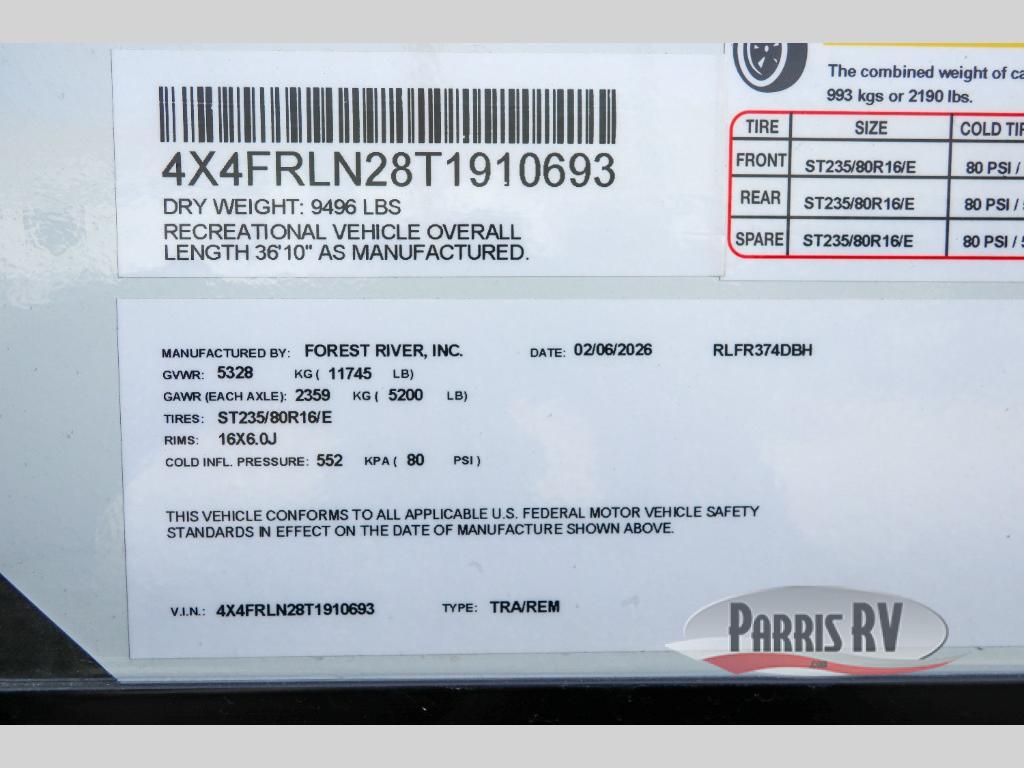 4X4FRLN28T1910693
DRY WEIGHT: 9496 LBS
RECREATIONAL VEHICLE OVERALL
LENGTH 36'10" AS MANUFACTURED.
The combined weight of
993 kgs or 2190 lbs.
TIRE SIZE COLD
FRONT ST235/80R16/E 80 PSI /
REAR ST235/80R16/E 80 PSI /
SPARE ST235/80R16/E 80 PSI /
MANUFACTURED BY: FOREST RIVER, INC. DATE: 02/06/2026 RLFR374DBH
GVWR: 5328 KG ( 11745 LB)
GAWR (EACH AXLE): 2359 KG ( 5200 LB)
TIRES: ST235/80R16/E
RIMS: 16X6.0J
COLD INFL. PRESSURE: 552 KPA ( 80 PSI )
THIS VEHICLE CONFORMS TO ALL APPLICABLE U.S. FEDERAL MOTOR VEHICLE SAFETY
STANDARDS IN EFFECT ON THE DATE OF MANUFACTURE SHOWN ABOVE.
V.I.N.: 4X4FRLN28T1910693 TYPE: TRA/REM
PARRIS RV
.com